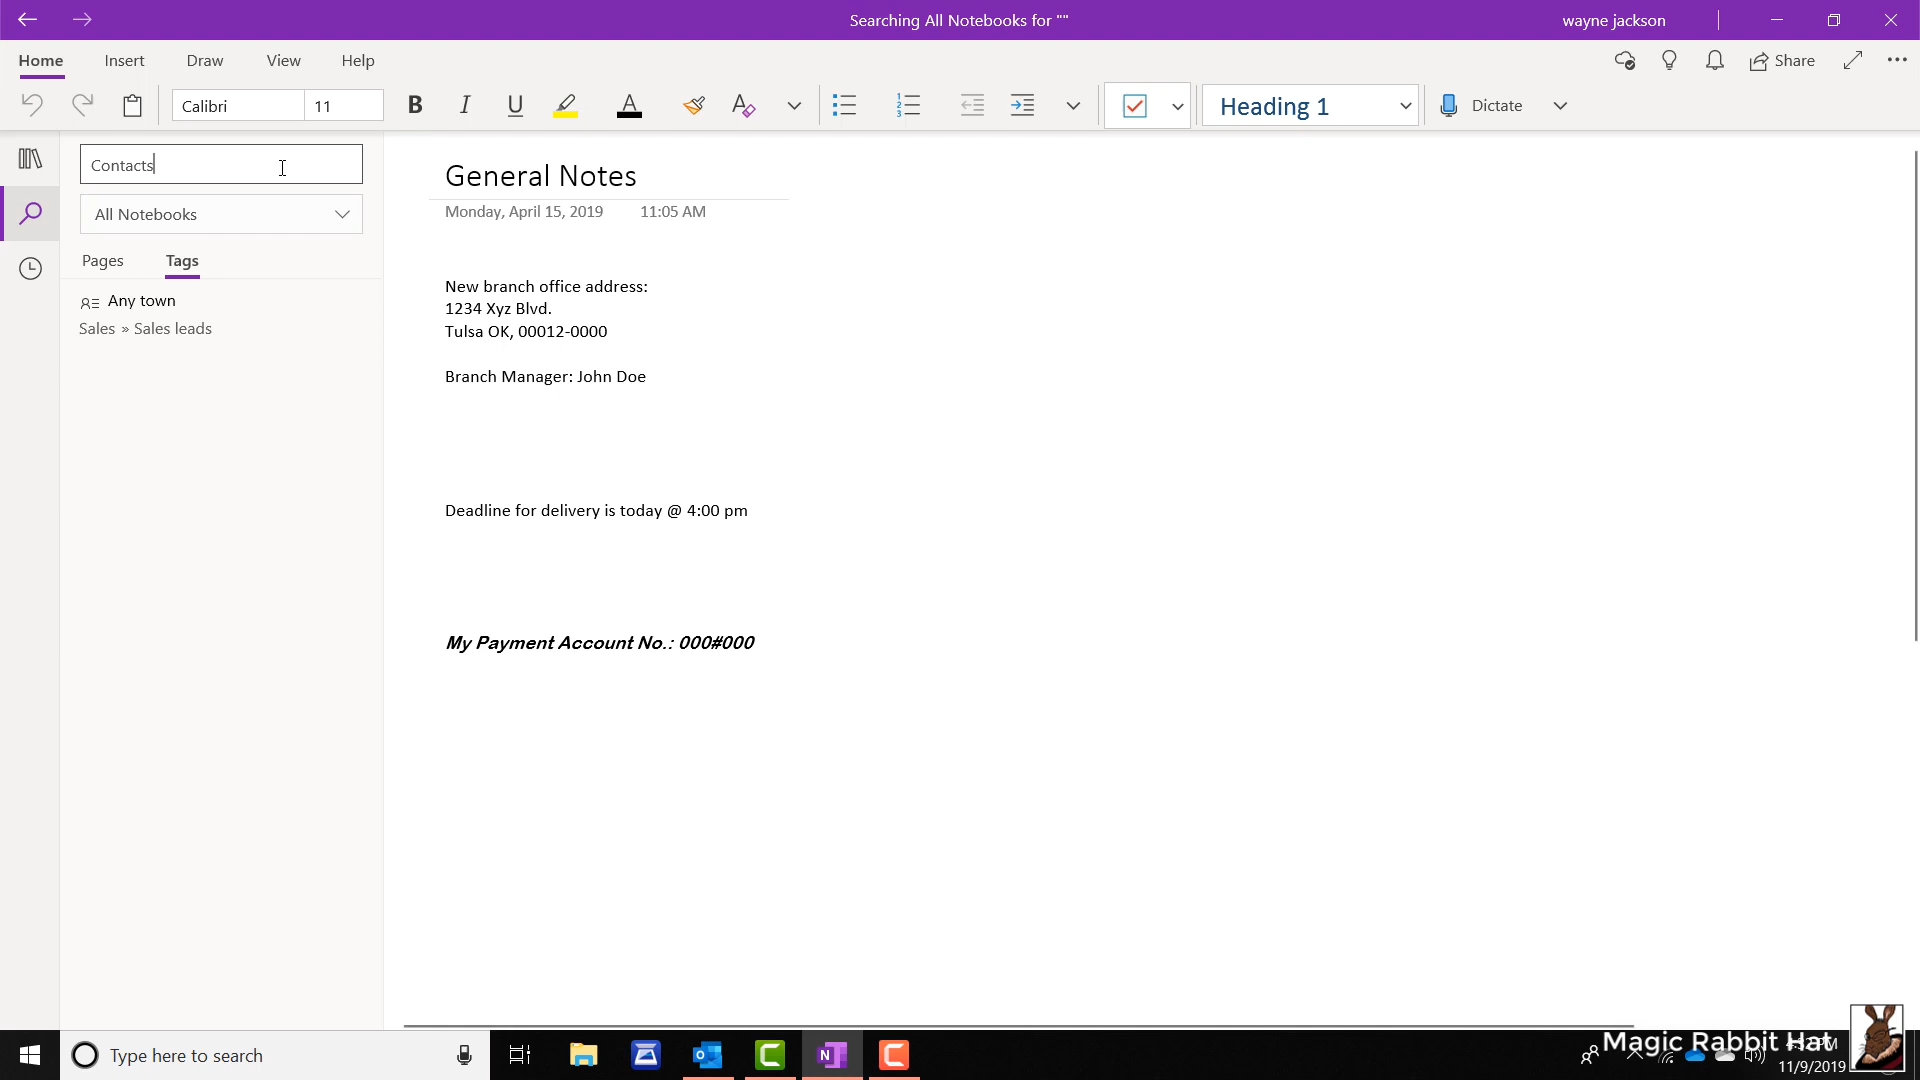 Searching All Notebooks for ""
wayne jackson
Home Insert Draw View Help
Share
Calibri 11 B I U A A
Heading 1
Dictate
Contacts
All Notebooks
Pages Tags
Any town
Sales » Sales leads
General Notes
Monday, April 15, 2019 11:05 AM
New branch office address:
1234 Xyz Blvd.
Tulsa OK, 00012-0000
Branch Manager: John Doe
Deadline for delivery is today @ 4:00 pm
My Payment Account No.: 000#000
Type here to search
Magic Rabbit Hat
11/9/2019